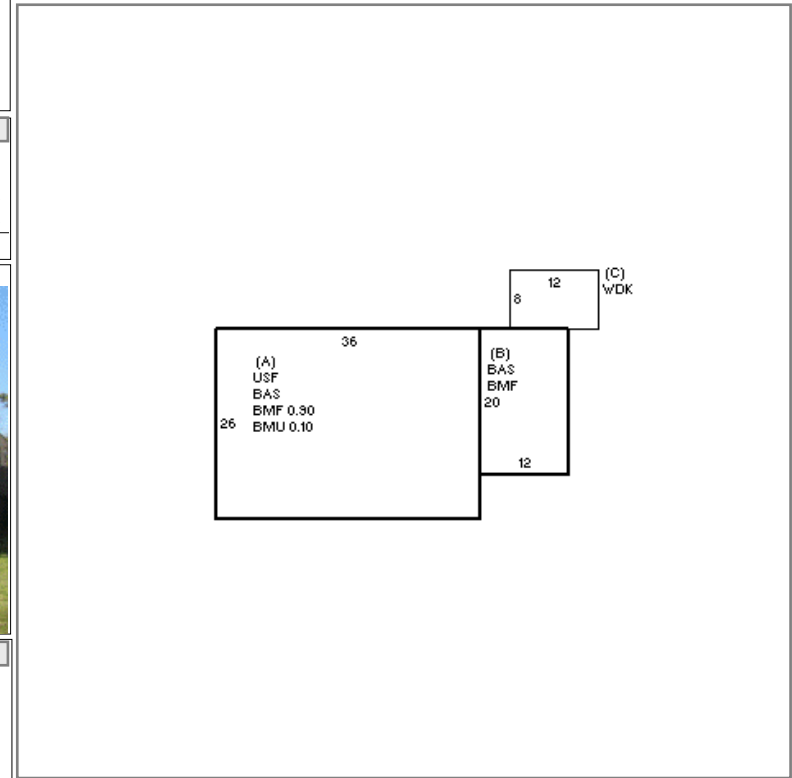 12
(C)
WDK
8
36
(A)
USF
BAS
BMF 0.90
BMU 0.10
26
(B)
BAS
BMF
20
12